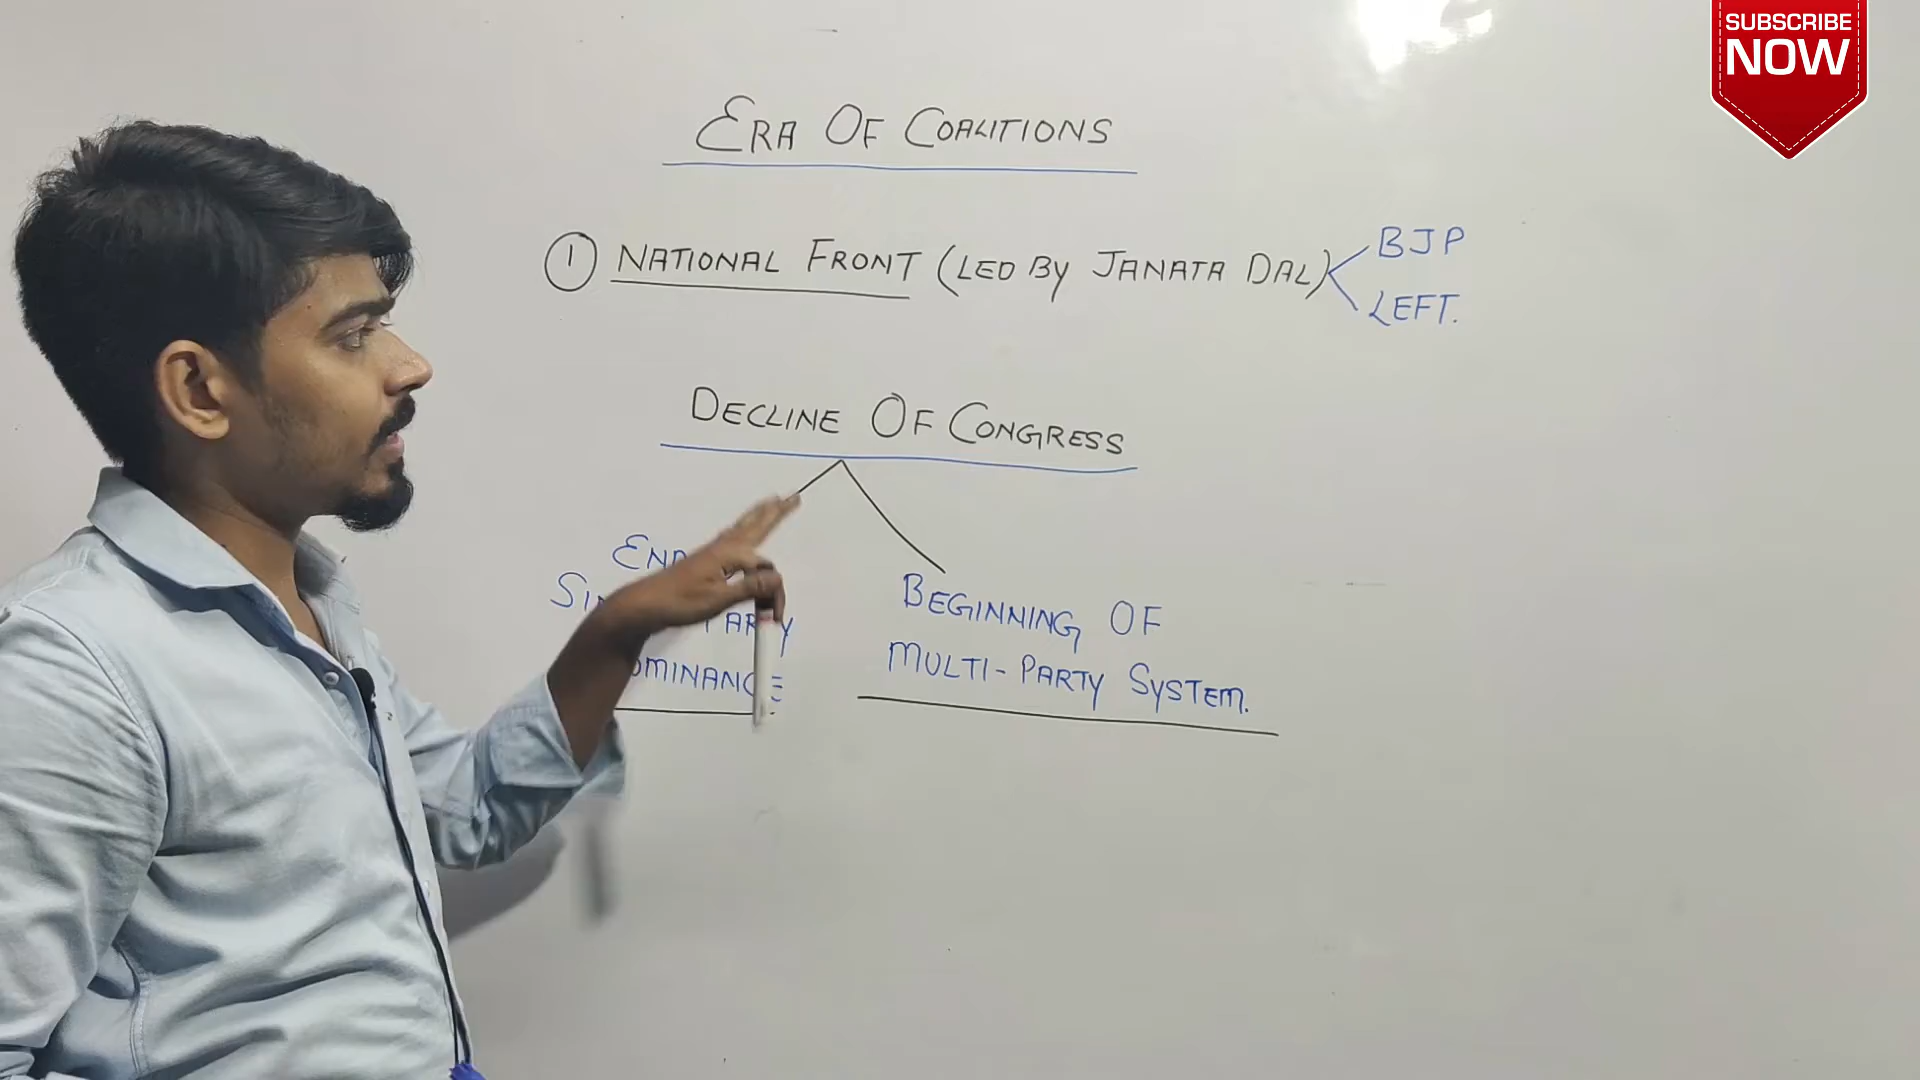 SUBSCRIBE
NOW
ERA OF COALITIONS
1 NATIONAL FRONT (LED BY JANATA DAL)
BJP
LEFT.
DECLINE OF CONGRESS
BEGINNING OF
MULTI-PARTY SYSTEM.